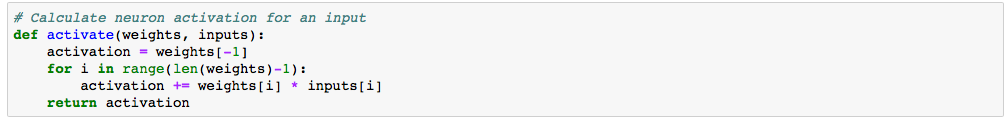 # Calculate neuron activation for an input
def activate(weights, inputs):
    activation = weights[-1]
    for i in range(len(weights)-1):
        activation += weights[i] * inputs[i]
    return activation